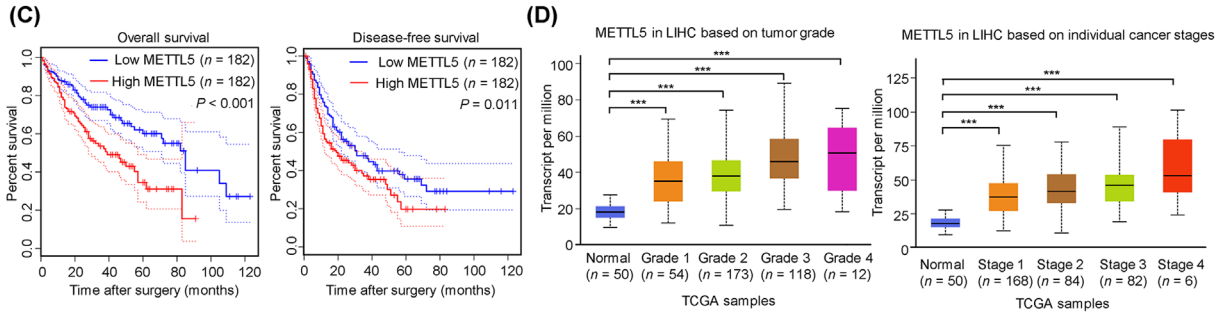 (C)
Overall survival
Low METTL5 (n = 182)
High METTL5 (n = 182)
P < 0.001
Percent survival
1.0
0.8
0.6
0.4
0.2
0.0
0 20 40 60 80 100 120
Time after surgery (months)
Disease-free survival
Low METTL5 (n = 182)
High METTL5 (n = 182)
P = 0.011
Percent survival
1.0
0.8
0.6
0.4
0.2
0.0
0 20 40 60 80 100 120
Time after surgery (months)
(D)
METTL5 in LIHC based on tumor grade
***
***
***
***
Transcript per million
100
80
60
40
20
0
Normal Grade 1 Grade 2 Grade 3 Grade 4
(n = 50) (n = 54) (n = 173) (n = 118) (n = 12)
TCGA samples
METTL5 in LIHC based on individual cancer stages
***
***
***
***
Transcript per million
125
100
75
50
25
0
Normal Stage 1 Stage 2 Stage 3 Stage 4
(n = 50) (n = 168) (n = 84) (n = 82) (n = 6)
TCGA samples